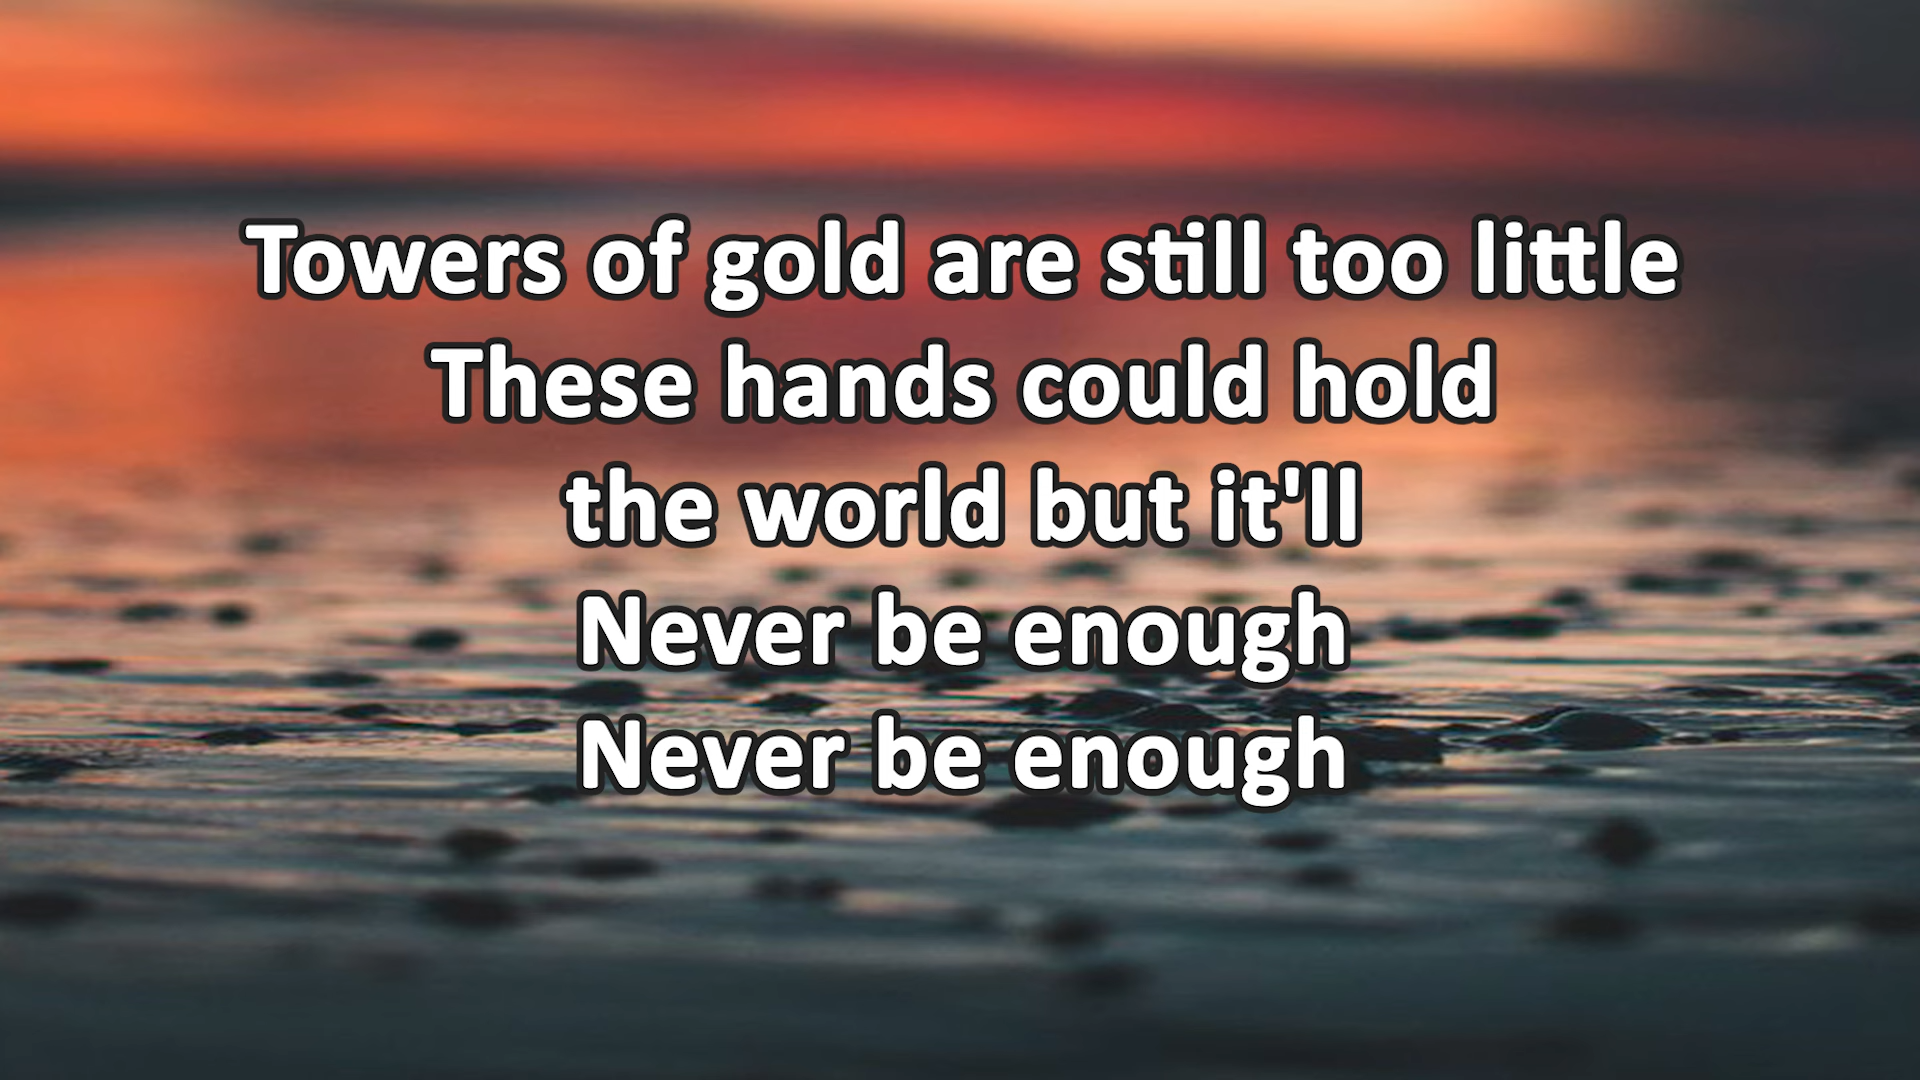 Towers of gold are still too little
These hands could hold
the world but it'll
Never be enough
Never be enough